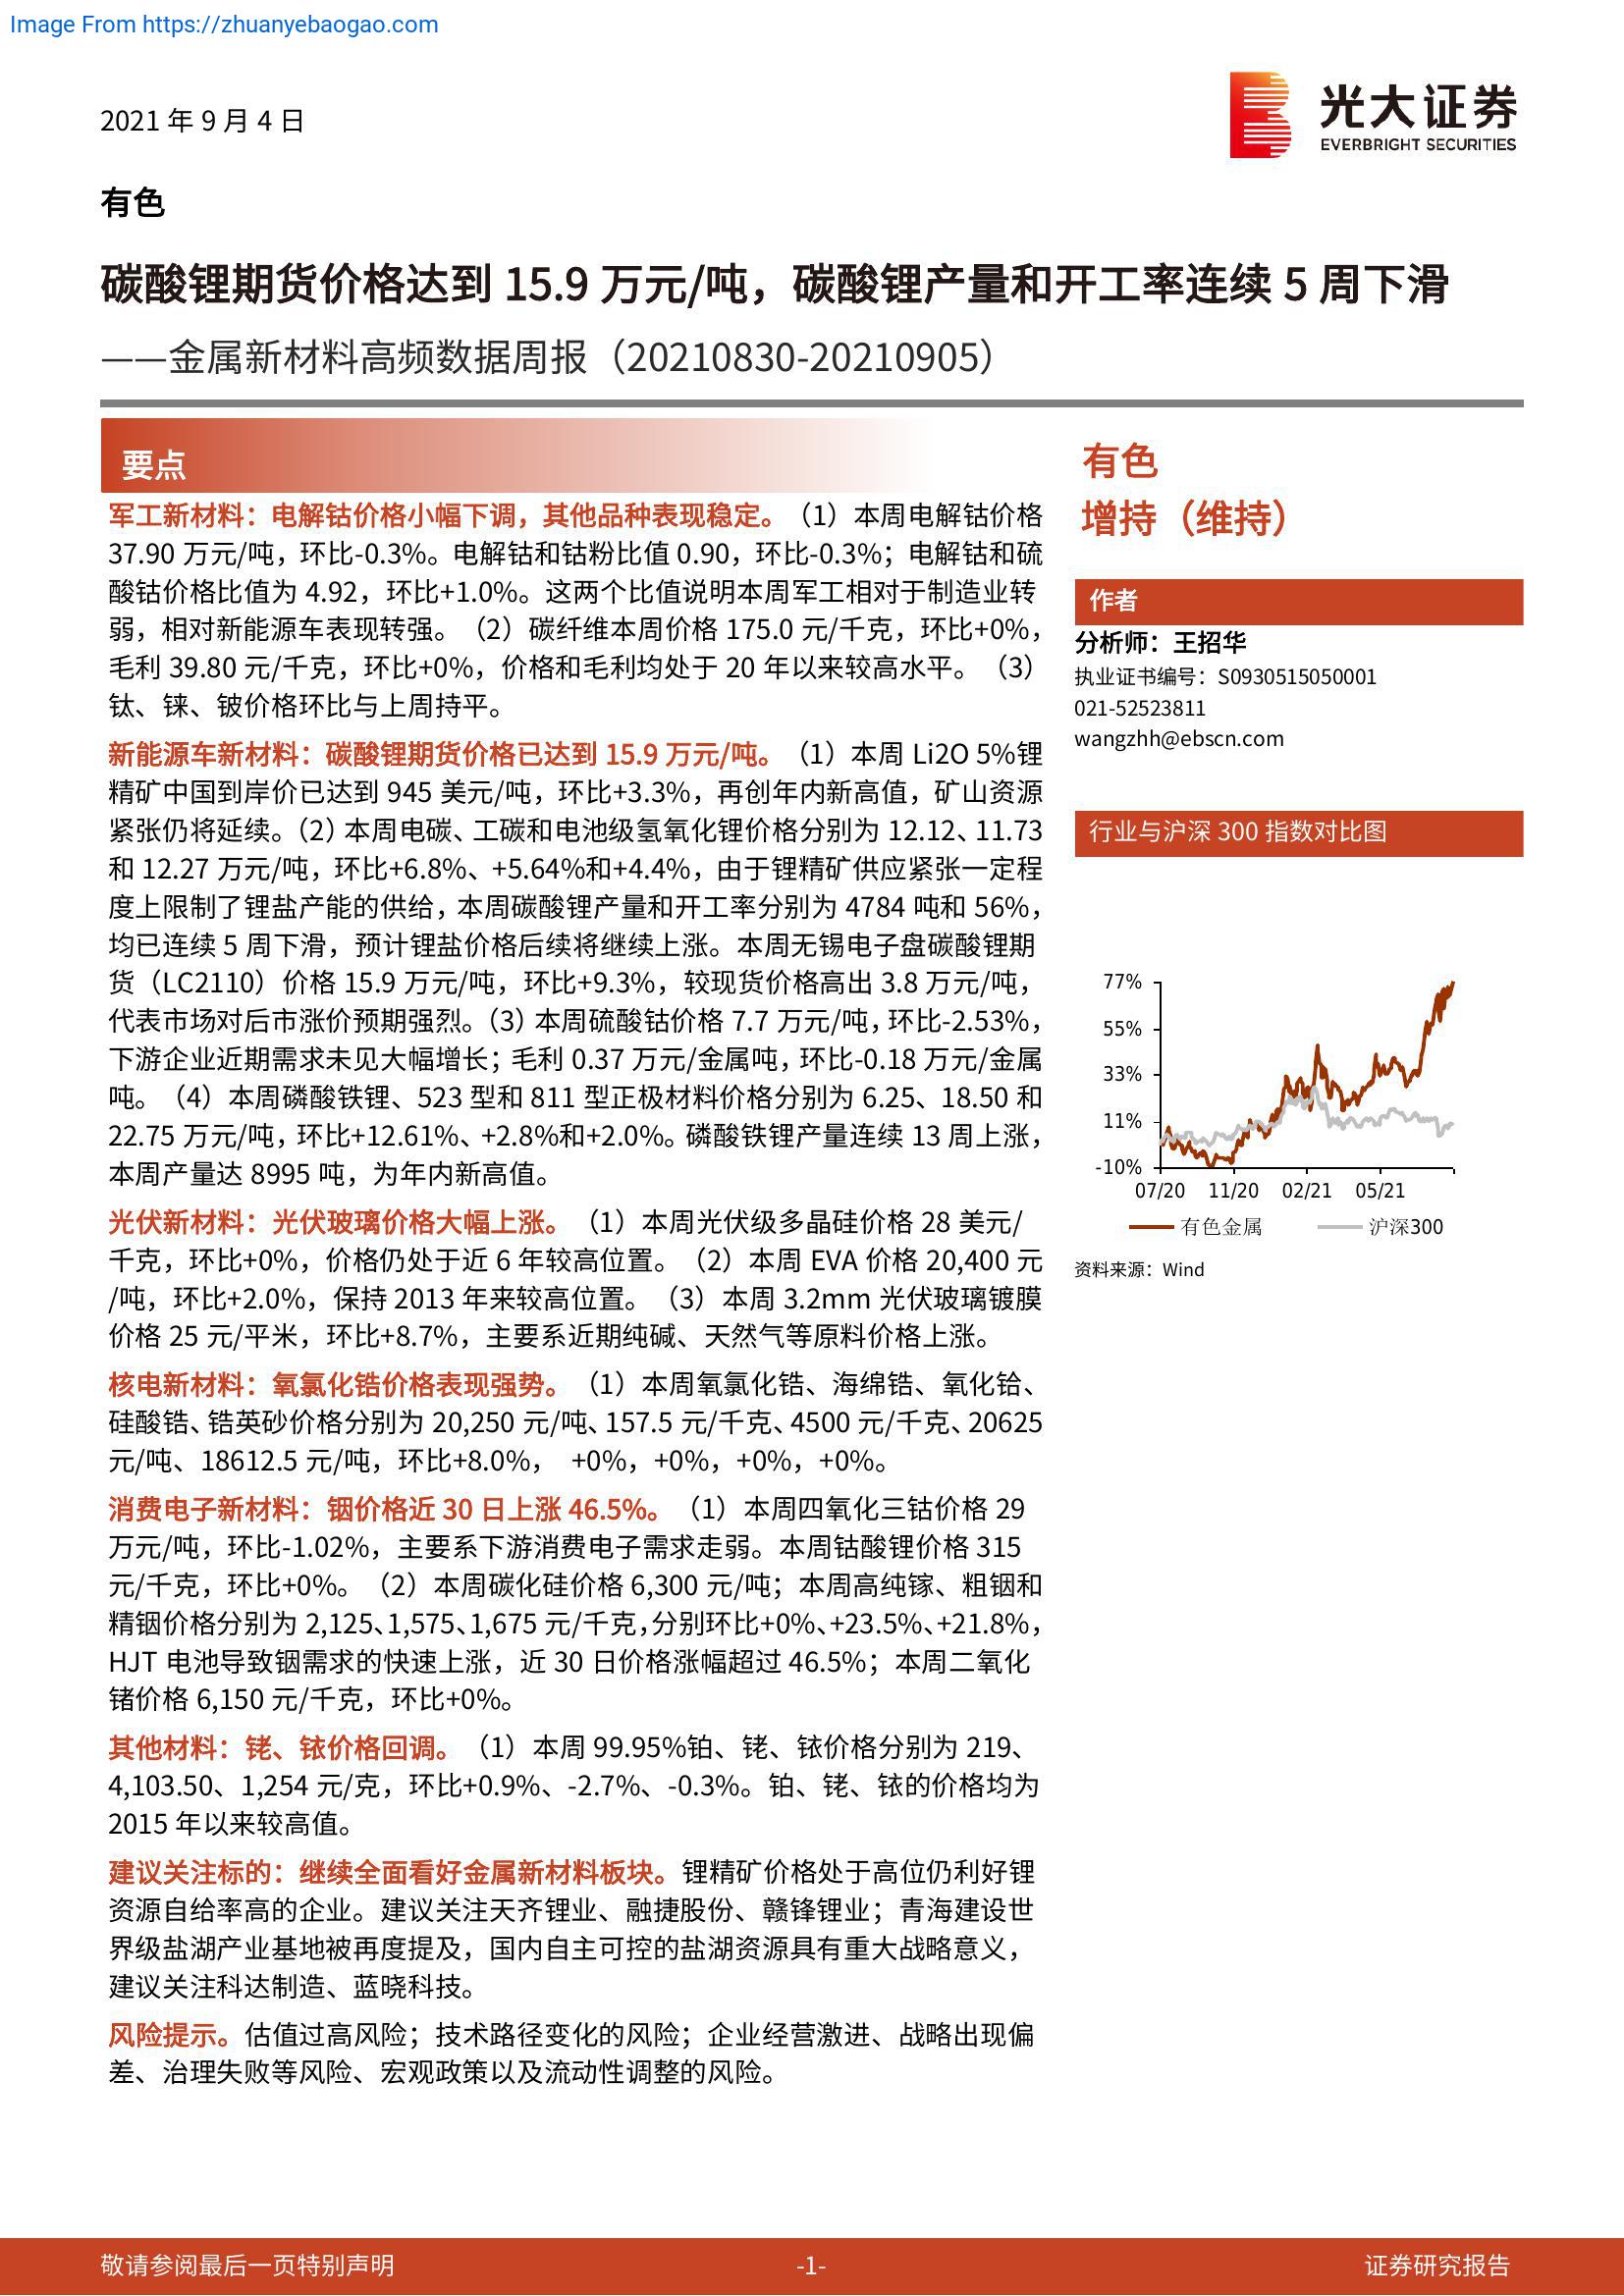 Image From https://zhuanyebaogao.com
2021 年 9 月 4 日
光大证券
EVERBRIGHT SECURITIES
有色
碳酸锂期货价格达到 15.9 万元/吨，碳酸锂产量和开工率连续 5 周下滑
——金属新材料高频数据周报（20210830-20210905）
要点
军工新材料：电解钴价格小幅下调，其他品种表现稳定。（1）本周电解钴价格
37.90 万元/吨，环比-0.3%。电解钴和钴粉比值 0.90，环比-0.3%；电解钴和硫
酸钴价格比值为 4.92，环比+1.0%。这两个比值说明本周军工相对于制造业转
弱，相对新能源车表现转强。（2）碳纤维本周价格 175.0 元/千克，环比+0%，
毛利 39.80 元/千克，环比+0%，价格和毛利均处于 20 年以来较高水平。（3）
钛、铼、铍价格环比与上周持平。
新能源车新材料：碳酸锂期货价格已达到 15.9 万元/吨。（1）本周 Li2O 5%锂
精矿中国到岸价已达到 945 美元/吨，环比+3.3%，再创年内新高值，矿山资源
紧张仍将延续。（2）本周电碳、工碳和电池级氢氧化锂价格分别为 12.12、11.73
和 12.27 万元/吨，环比+6.8%、+5.64%和+4.4%，由于锂精矿供应紧张一定程
度上限制了锂盐产能的供给，本周碳酸锂产量和开工率分别为 4784 吨和 56%，
均已连续 5 周下滑，预计锂盐价格后续将继续上涨。本周无锡电子盘碳酸锂期
货（LC2110）价格 15.9 万元/吨，环比+9.3%，较现货价格高出 3.8 万元/吨，
代表市场对后市涨价预期强烈。（3）本周硫酸钴价格 7.7 万元/吨，环比-2.53%，
下游企业近期需求未见大幅增长；毛利 0.37 万元/金属吨，环比-0.18 万元/金属
吨。（4）本周磷酸铁锂、523 型和 811 型正极材料价格分别为 6.25、18.50 和
22.75 万元/吨，环比+12.61%、+2.8%和+2.0%。磷酸铁锂产量连续 13 周上涨，
本周产量达 8995 吨，为年内新高值。
光伏新材料：光伏玻璃价格大幅上涨。（1）本周光伏级多晶硅价格 28 美元/
千克，环比+0%，价格仍处于近 6 年较高位置。（2）本周 EVA 价格 20,400 元
/吨，环比+2.0%，保持 2013 年来较高位置。（3）本周 3.2mm 光伏玻璃镀膜
价格 25 元/平米，环比+8.7%，主要系近期纯碱、天然气等原料价格上涨。
核电新材料：氧氯化锆价格表现强势。（1）本周氧氯化锆、海绵锆、氧化铪、
硅酸锆、锆英砂价格分别为 20,250 元/吨、157.5 元/千克、4500 元/千克、20625
元/吨、18612.5 元/吨，环比+8.0%， +0%，+0%，+0%，+0%。
消费电子新材料：铟价格近 30 日上涨 46.5%。（1）本周四氧化三钴价格 29
万元/吨，环比-1.02%，主要系下游消费电子需求走弱。本周钴酸锂价格 315
元/千克，环比+0%。（2）本周碳化硅价格 6,300 元/吨；本周高纯镓、粗铟和
精铟价格分别为 2,125、1,575、1,675 元/千克，分别环比+0%、+23.5%、+21.8%，
HJT 电池导致铟需求的快速上涨，近 30 日价格涨幅超过 46.5%；本周二氧化
锗价格 6,150 元/千克，环比+0%。
其他材料：铑、铱价格回调。（1）本周 99.95%铂、铑、铱价格分别为 219、
4,103.50、1,254 元/克，环比+0.9%、-2.7%、-0.3%。铂、铑、铱的价格均为
2015 年以来较高值。
建议关注标的：继续全面看好金属新材料板块。锂精矿价格处于高位仍利好锂
资源自给率高的企业。建议关注天齐锂业、融捷股份、赣锋锂业；青海建设世
界级盐湖产业基地被再度提及，国内自主可控的盐湖资源具有重大战略意义，
建议关注科达制造、蓝晓科技。
风险提示。估值过高风险；技术路径变化的风险；企业经营激进、战略出现偏
差、治理失败等风险、宏观政策以及流动性调整的风险。
有色
增持（维持）
作者
分析师：王招华
执业证书编号：S0930515050001
021-52523811
wangzhh@ebscn.com
行业与沪深 300 指数对比图
77%
55%
33%
11%
-10%
07/20 11/20 02/21 05/21
有色金属 沪深300
资料来源：Wind
敬请参阅最后一页特别声明 -1- 证券研究报告